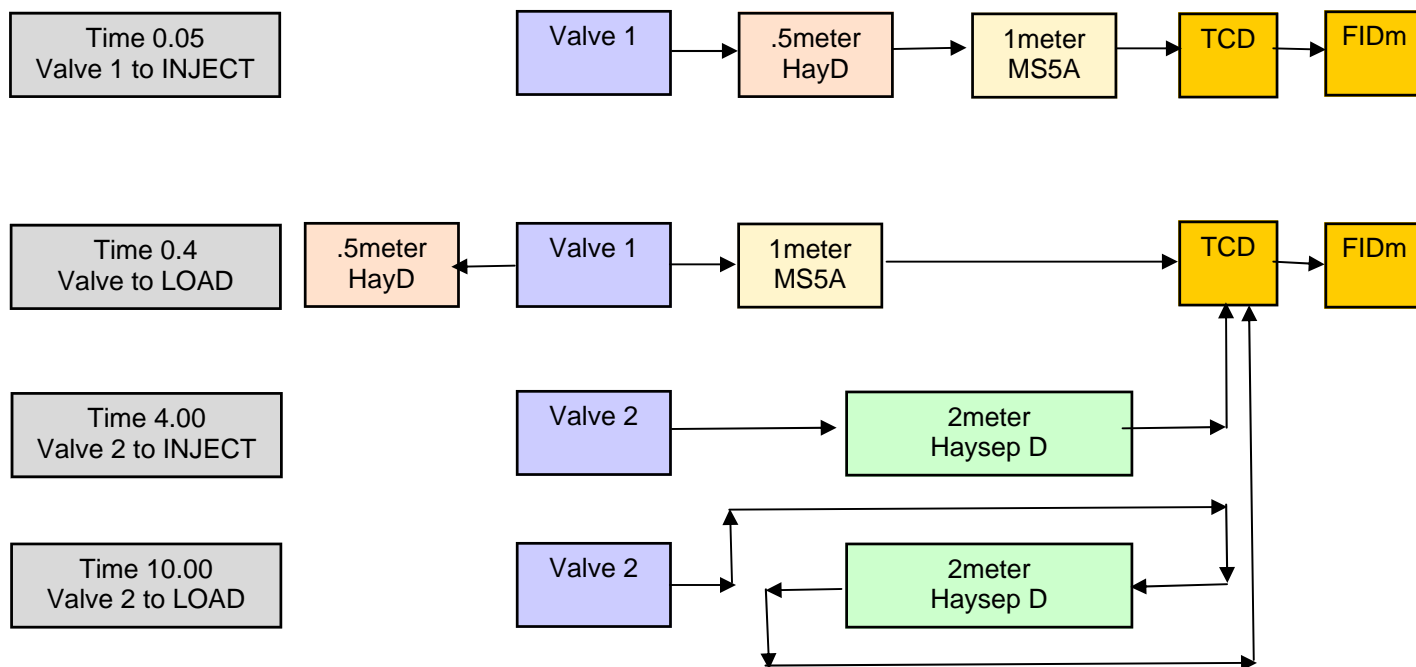 Time 0.05
Valve 1 to INJECT
Valve 1
.5meter
HayD
1meter
MS5A
TCD
FIDm
Time 0.4
Valve to LOAD
.5meter
HayD
Valve 1
1meter
MS5A
TCD
FIDm
Time 4.00
Valve 2 to INJECT
Valve 2
2meter
Haysep D
Time 10.00
Valve 2 to LOAD
Valve 2
2meter
Haysep D